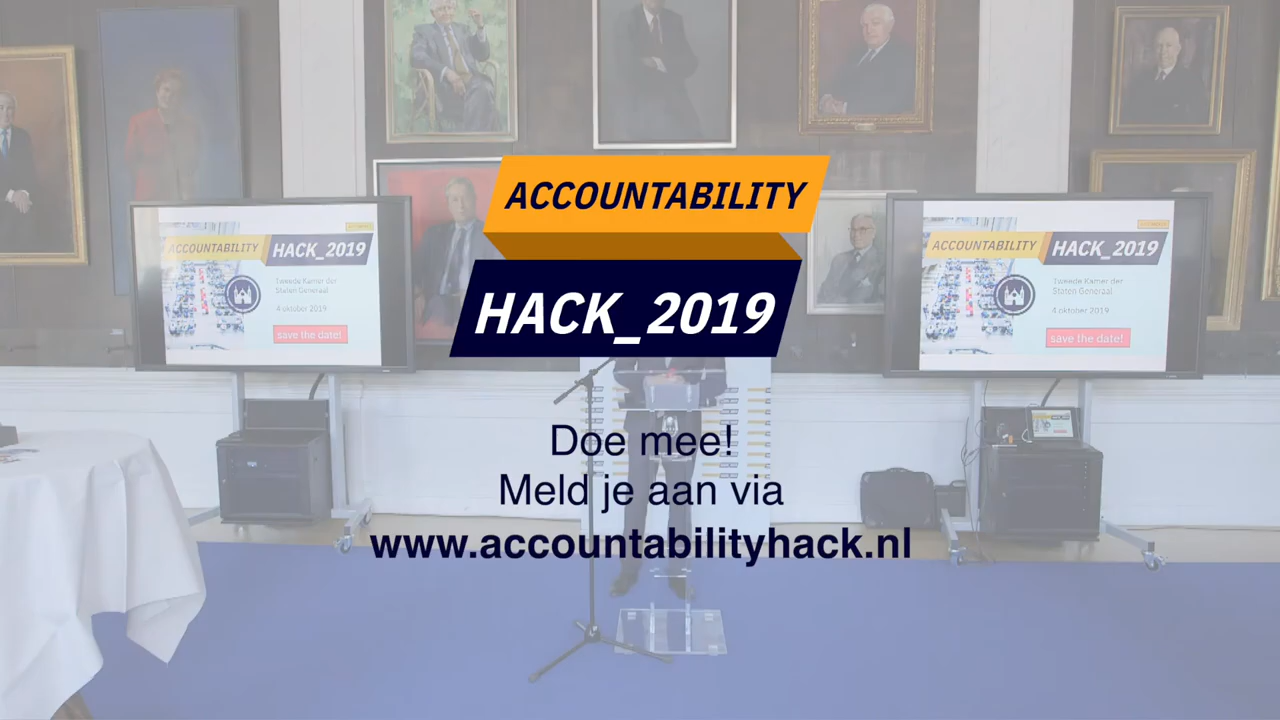 ACCOUNTABILITY
HACK_2019
Doe mee!
Meld je aan via
www.accountabilityhack.nl
ACCOUNTABILITY HACK_2019
Tweede Kamer der
Staten Generaal
4 oktober 2019
save the date!
ACCOUNTABILITY HACK_2019
Tweede Kamer der
Staten Generaal
4 oktober 2019
save the date!